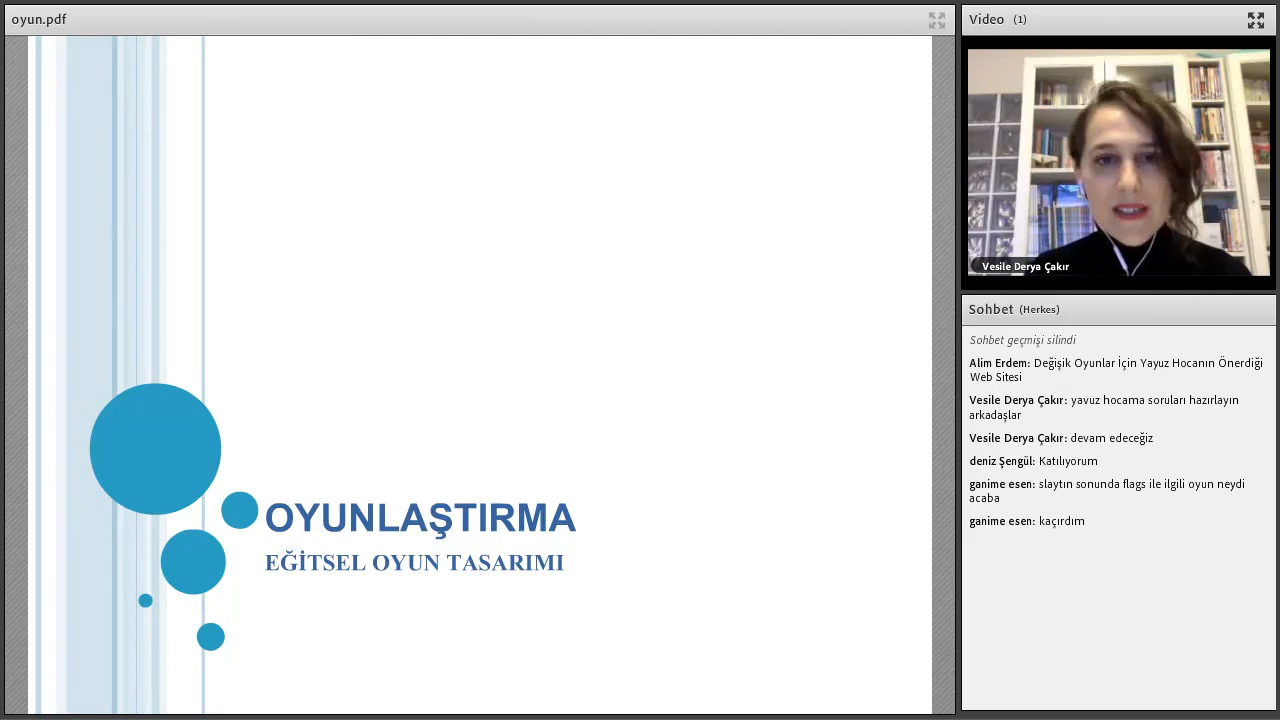 oyun.pdf
OYUNLAŞTIRMA
EĞİTSEL OYUN TASARIMI
Video (1)
Vesile Derya Çakır
Sohbet (Herkes)
Sohbet geçmişi silindi
Alim Erdem: Değişik Oyunlar İçin Yayuz Hocanın Önerdiği
Web Sitesi
Vesile Derya Çakır: yavuz hocama soruları hazırlayın
arkadaşlar
Vesile Derya Çakır: devam edeceğiz
deniz Şengül: Katılıyorum
ganime esen: slaytın sonunda flags ile ilgili oyun neydi
acaba
ganime esen: kaçırdım